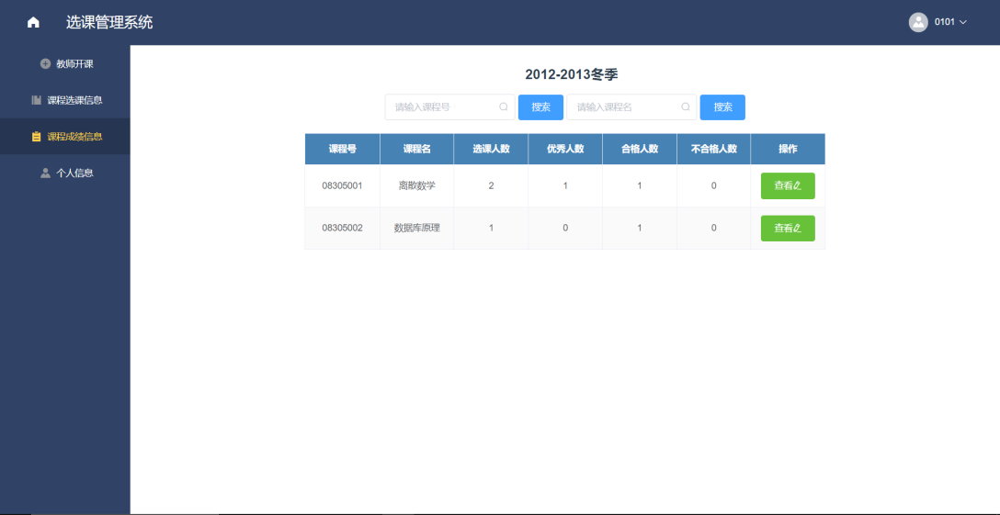 选课管理系统
0101
教师开课
课程选课信息
课程成绩信息
个人信息
2012-2013冬季
请输入课程号 搜索 请输入课程名 搜索
课程号 课程名 选课人数 优秀人数 合格人数 不合格人数 操作
08305001 离散数学 2 1 1 0 查看
08305002 数据库原理 1 0 1 0 查看